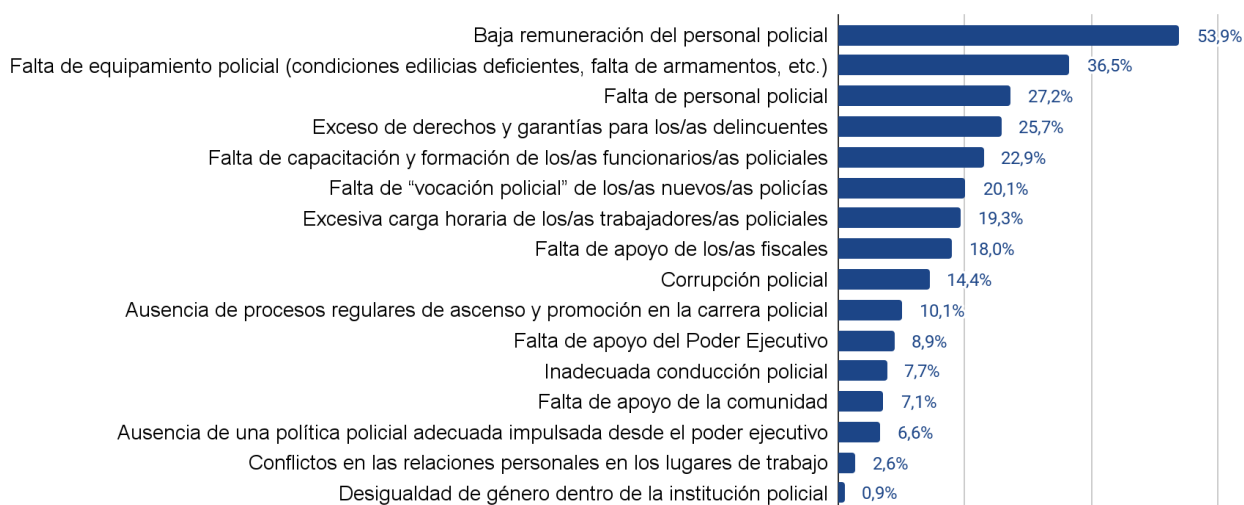 Baja remuneración del personal policial 53,9%
Falta de equipamiento policial (condiciones edilicias deficientes, falta de armamentos, etc.) 36,5%
Falta de personal policial 27,2%
Exceso de derechos y garantías para los/as delincuentes 25,7%
Falta de capacitación y formación de los/as funcionarios/as policiales 22,9%
Falta de “vocación policial” de los/as nuevos/as policías 20,1%
Excesiva carga horaria de los/as trabajadores/as policiales 19,3%
Falta de apoyo de los/as fiscales 18,0%
Corrupción policial 14,4%
Ausencia de procesos regulares de ascenso y promoción en la carrera policial 10,1%
Falta de apoyo del Poder Ejecutivo 8,9%
Inadecuada conducción policial 7,7%
Falta de apoyo de la comunidad 7,1%
Ausencia de una política policial adecuada impulsada desde el poder ejecutivo 6,6%
Conflictos en las relaciones personales en los lugares de trabajo 2,6%
Desigualdad de género dentro de la institución policial 0,9%